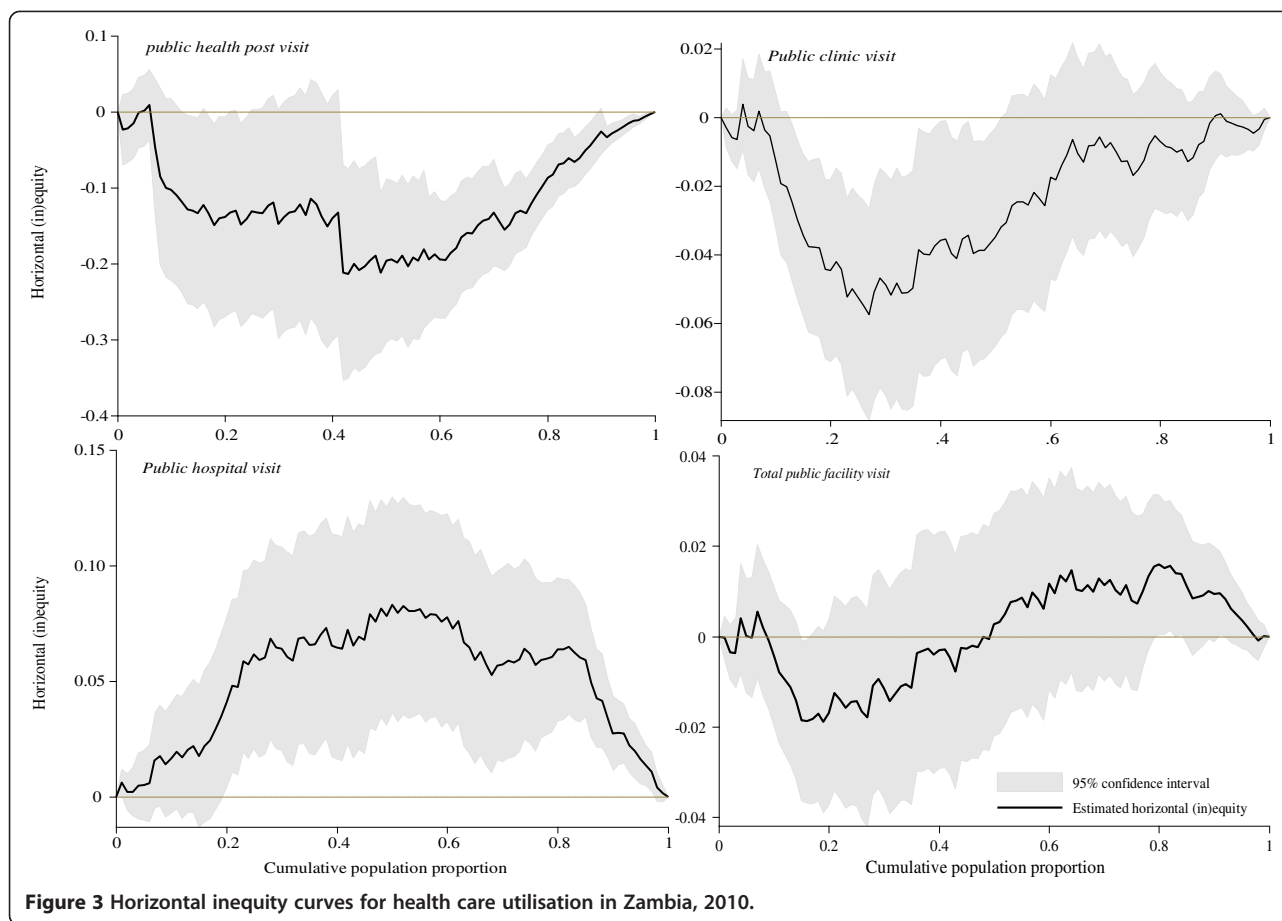 public health post visit
Horizontal (in)equity
0.1
0
-0.1
-0.2
-0.3
-0.4
0 0.2 0.4 0.6 0.8 1
Public clinic visit
0.02
0
-0.02
-0.04
-0.06
-0.08
0 .2 .4 .6 .8 1
Public hospital visit
Horizontal (in)equity
0.15
0.10
0.05
0
0 0.2 0.4 0.6 0.8 1
Cumulative population proportion
Total public facility visit
0.04
0.02
0
-0.02
-0.04
95% confidence interval
Estimated horizontal (in)equity
0 0.2 0.4 0.6 0.8 1
Cumulative population proportion
Figure 3 Horizontal inequity curves for health care utilisation in Zambia, 2010.